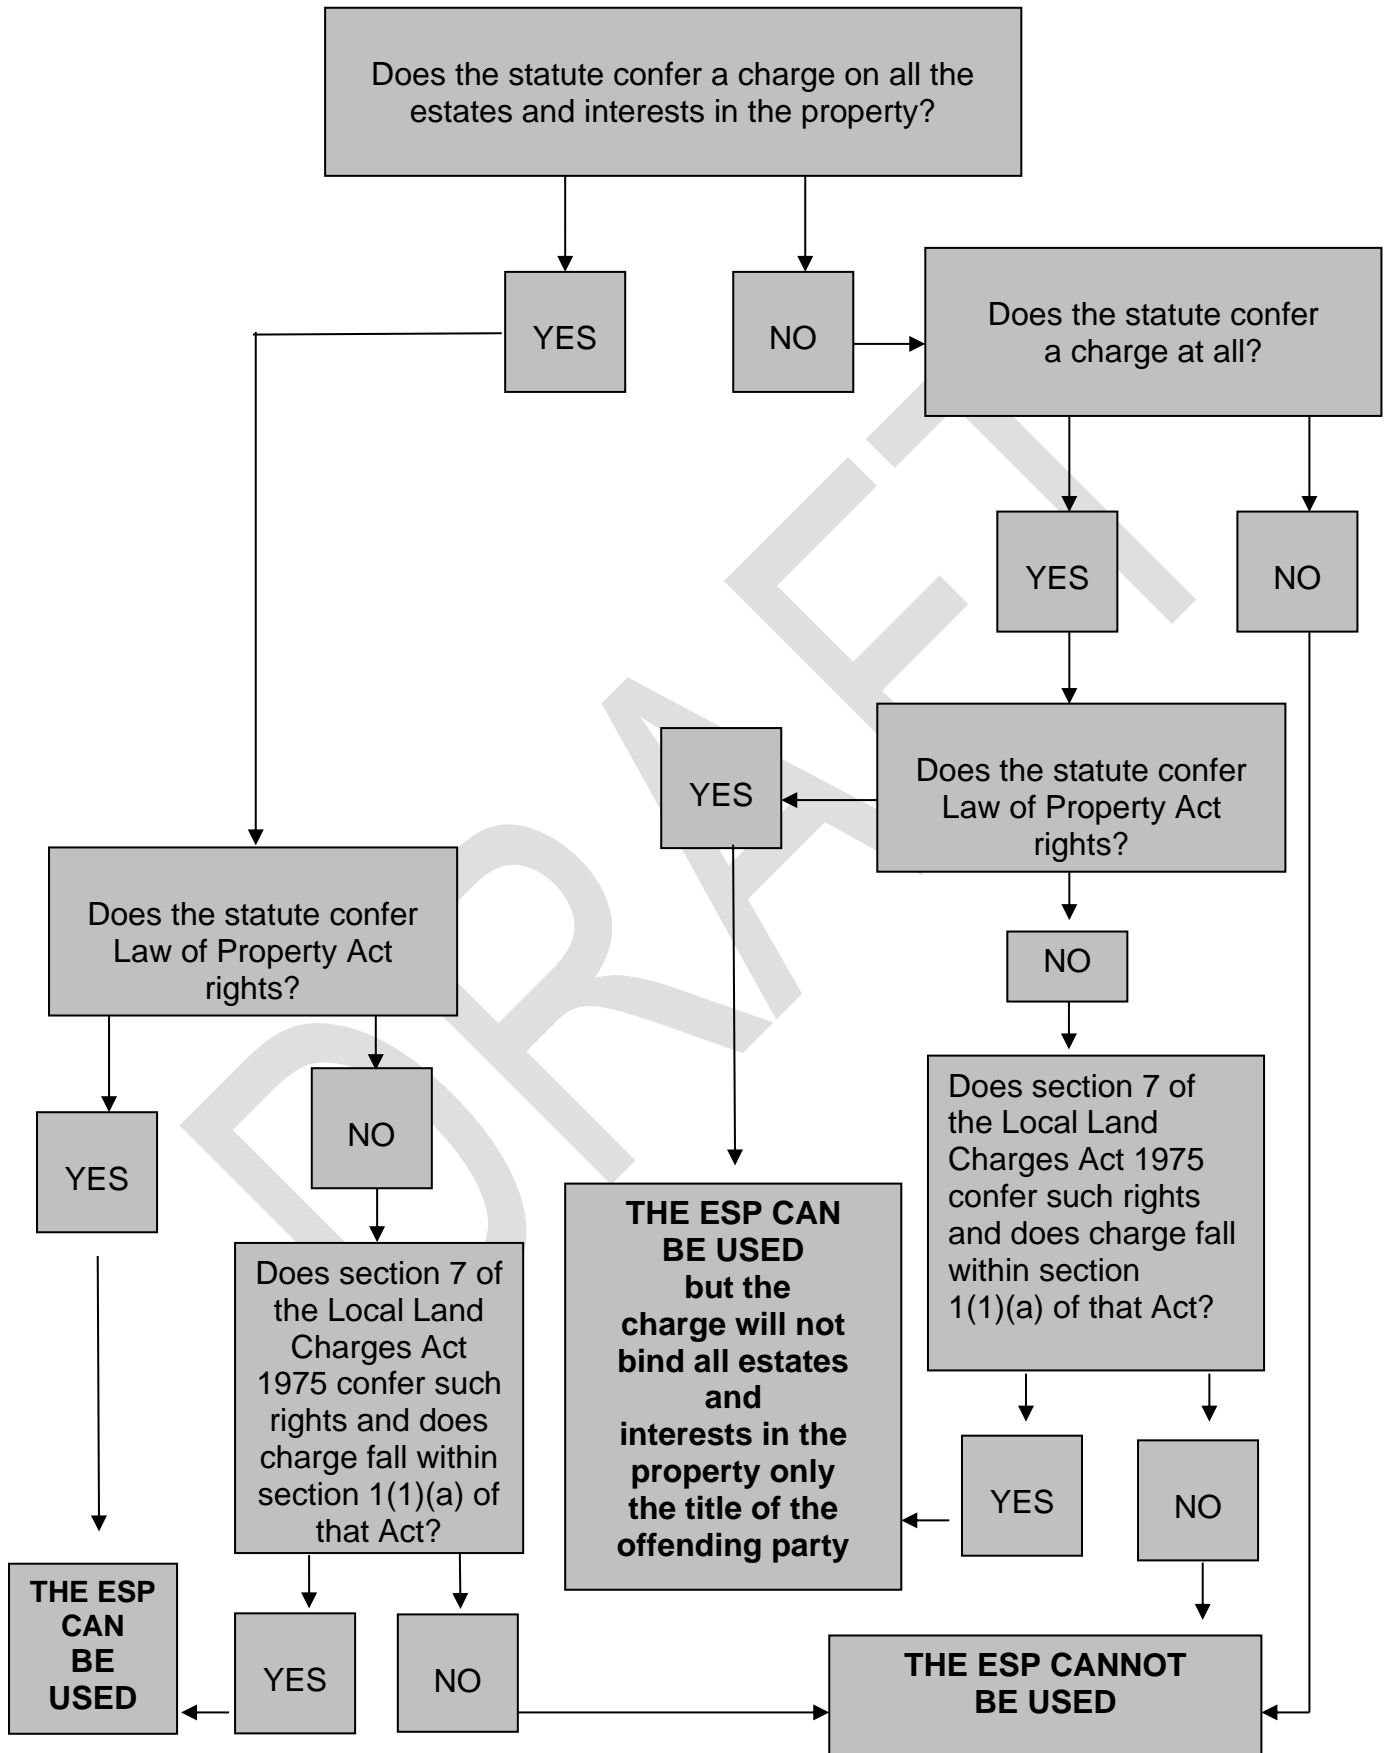 Does the statute confer a charge on all the
estates and interests in the property?
YES
NO
Does the statute confer
a charge at all?
YES
NO
YES
Does the statute confer
Law of Property Act
rights?
Does the statute confer
Law of Property Act
rights?
NO
YES
NO
Does section 7 of
the Local Land
Charges Act 1975
confer such rights
and does charge fall
within section
1(1)(a) of that Act?
THE ESP CAN
BE USED
but the
charge will not
bind all estates
and
interests in the
property only
the title of the
offending party
Does section 7 of
the Local Land
Charges Act
1975 confer such
rights and does
charge fall within
section 1(1)(a) of
that Act?
YES
NO
THE ESP
CAN
BE
USED
YES
NO
THE ESP CANNOT
BE USED
DRAFT